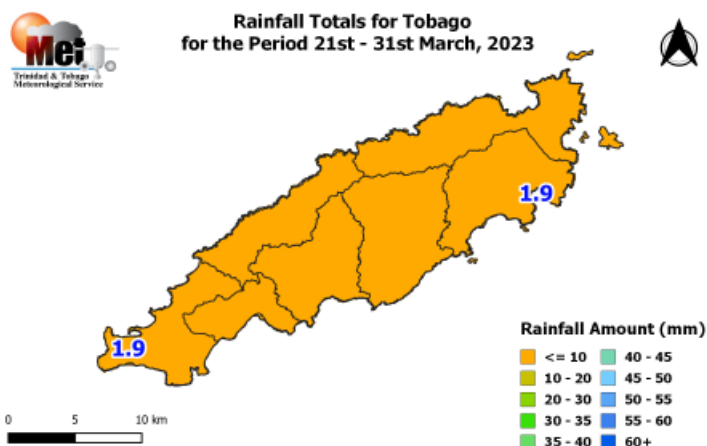 Rainfall Totals for Tobago
for the Period 21st - 31st March, 2023
Met
Trinidad & Tobago
Meteorological Service
1.9
1.9
Rainfall Amount (mm)
<= 10 40 - 45
10 - 20 45 - 50
20 - 30 50 - 55
30 - 35 55 - 60
35 - 40 60+
0 5 10 km